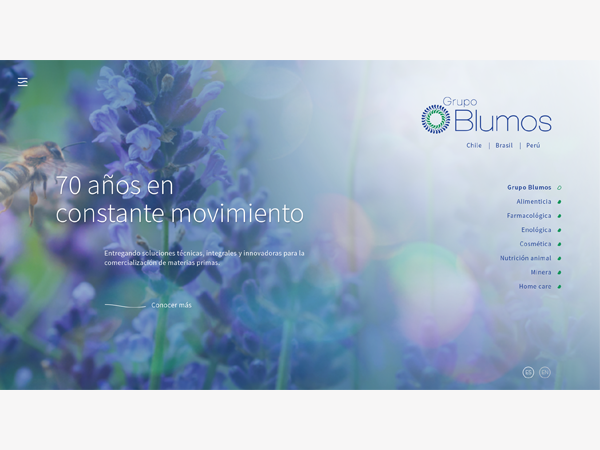 Grupo
Blumos
Chile | Brasil | Perú
70 años en
constante movimiento
Entregando soluciones técnicas, integrales y innovadoras para la
comercialización de materias primas.
Conocer más
Grupo Blumos
Alimenticia
Farmacológica
Enológica
Cosmética
Nutrición animal
Minera
Home care
ES
EN